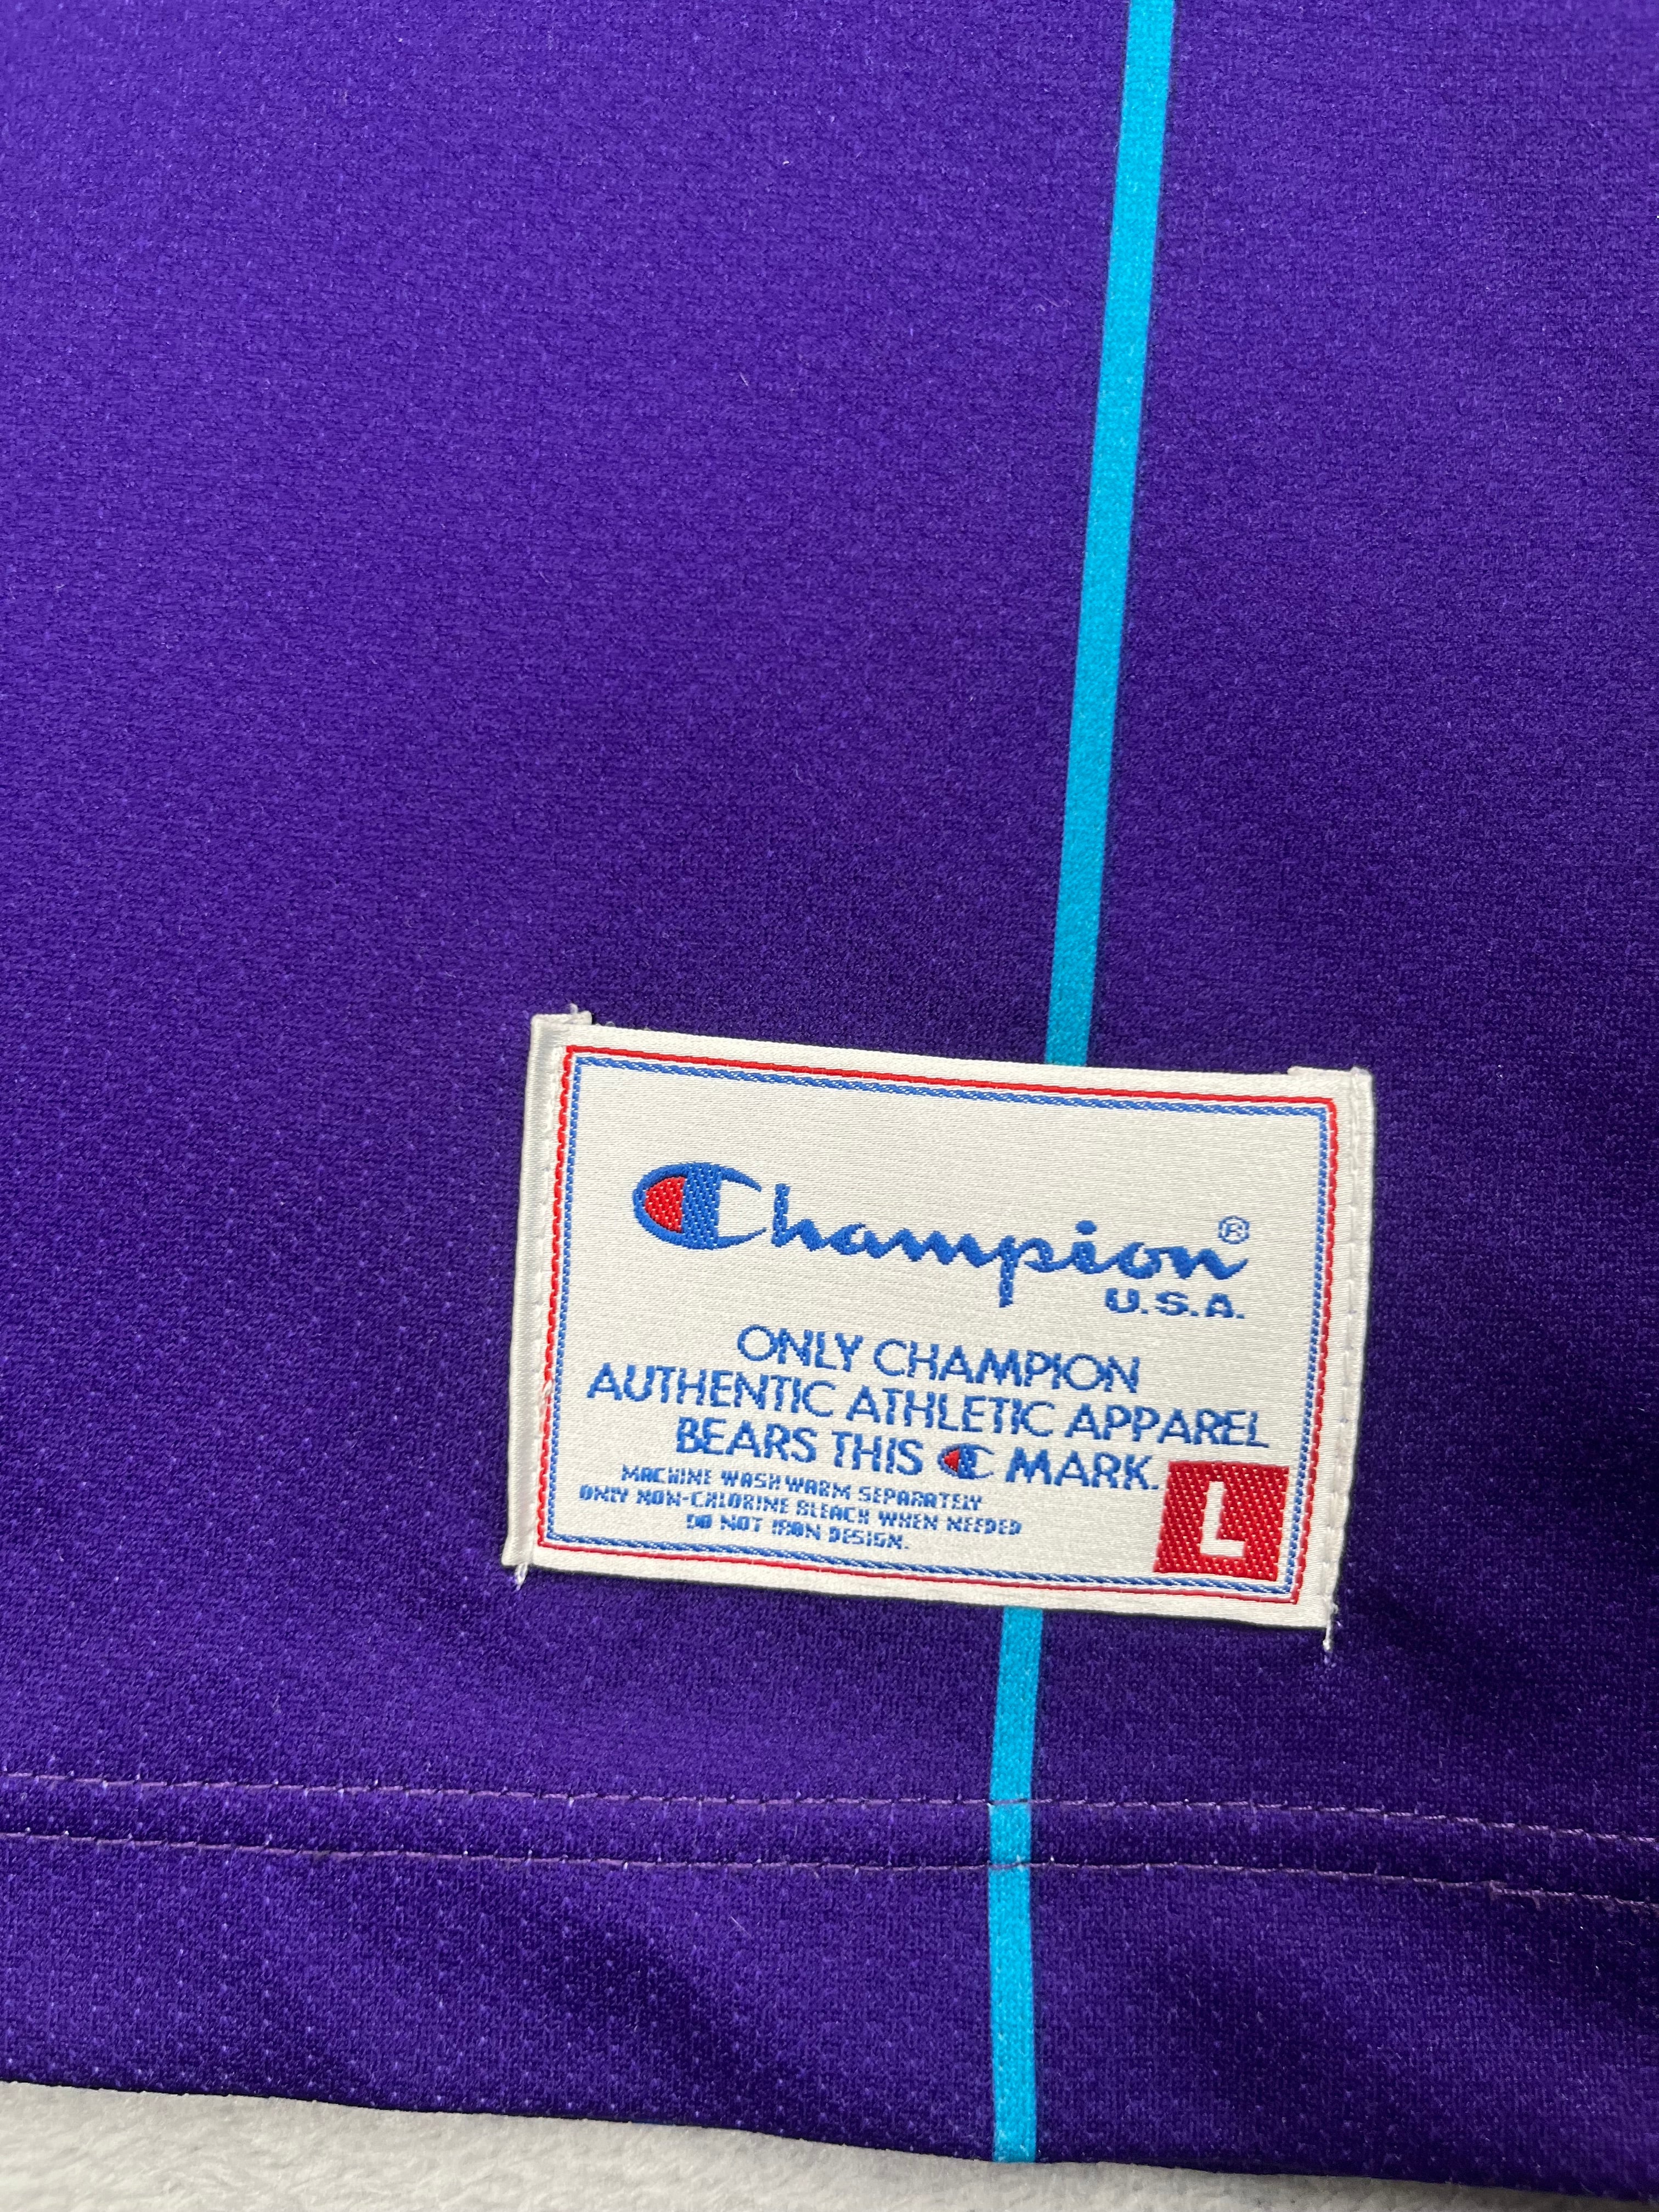 Champion®
U.S.A.
ONLY CHAMPION
AUTHENTIC ATHLETIC APPAREL
BEARS THIS C MARK.
MACHINE WASH WARM SEPARATELY
ONLY NON-CHLORINE BLEACH WHEN NEEDED
DO NOT IRON DESIGN.
L